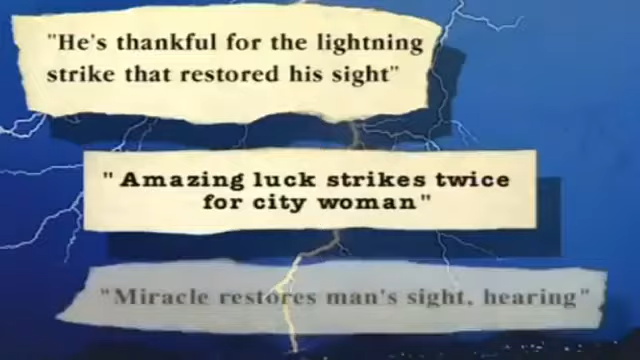 "He's thankful for the lightning
strike that restored his sight"
"Amazing luck strikes twice
for city woman"
"Miracle restores man's sight, hearing"